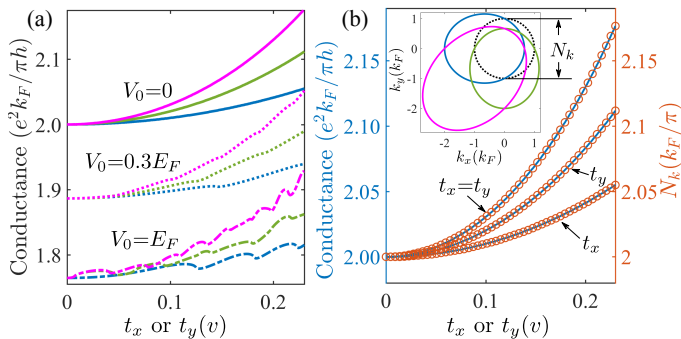 (a)
Conductance (e²k_F/πh)
2.1
2.0
1.9
1.8
V₀=0
V₀=0.3E_F
V₀=E_F
0
0.1
0.2
t_x or t_y(v)
(b)
Conductance (e²k_F/πh)
2.15
2.10
2.05
2.00
1
0
-1
-2
k_y(k_F)
-2
-1
0
1
k_x(k_F)
N_k
t_x=t_y
t_y
t_x
0
0.1
0.2
t_x or t_y(v)
2.15
2.1
2.05
2
N_k(k_F/π)